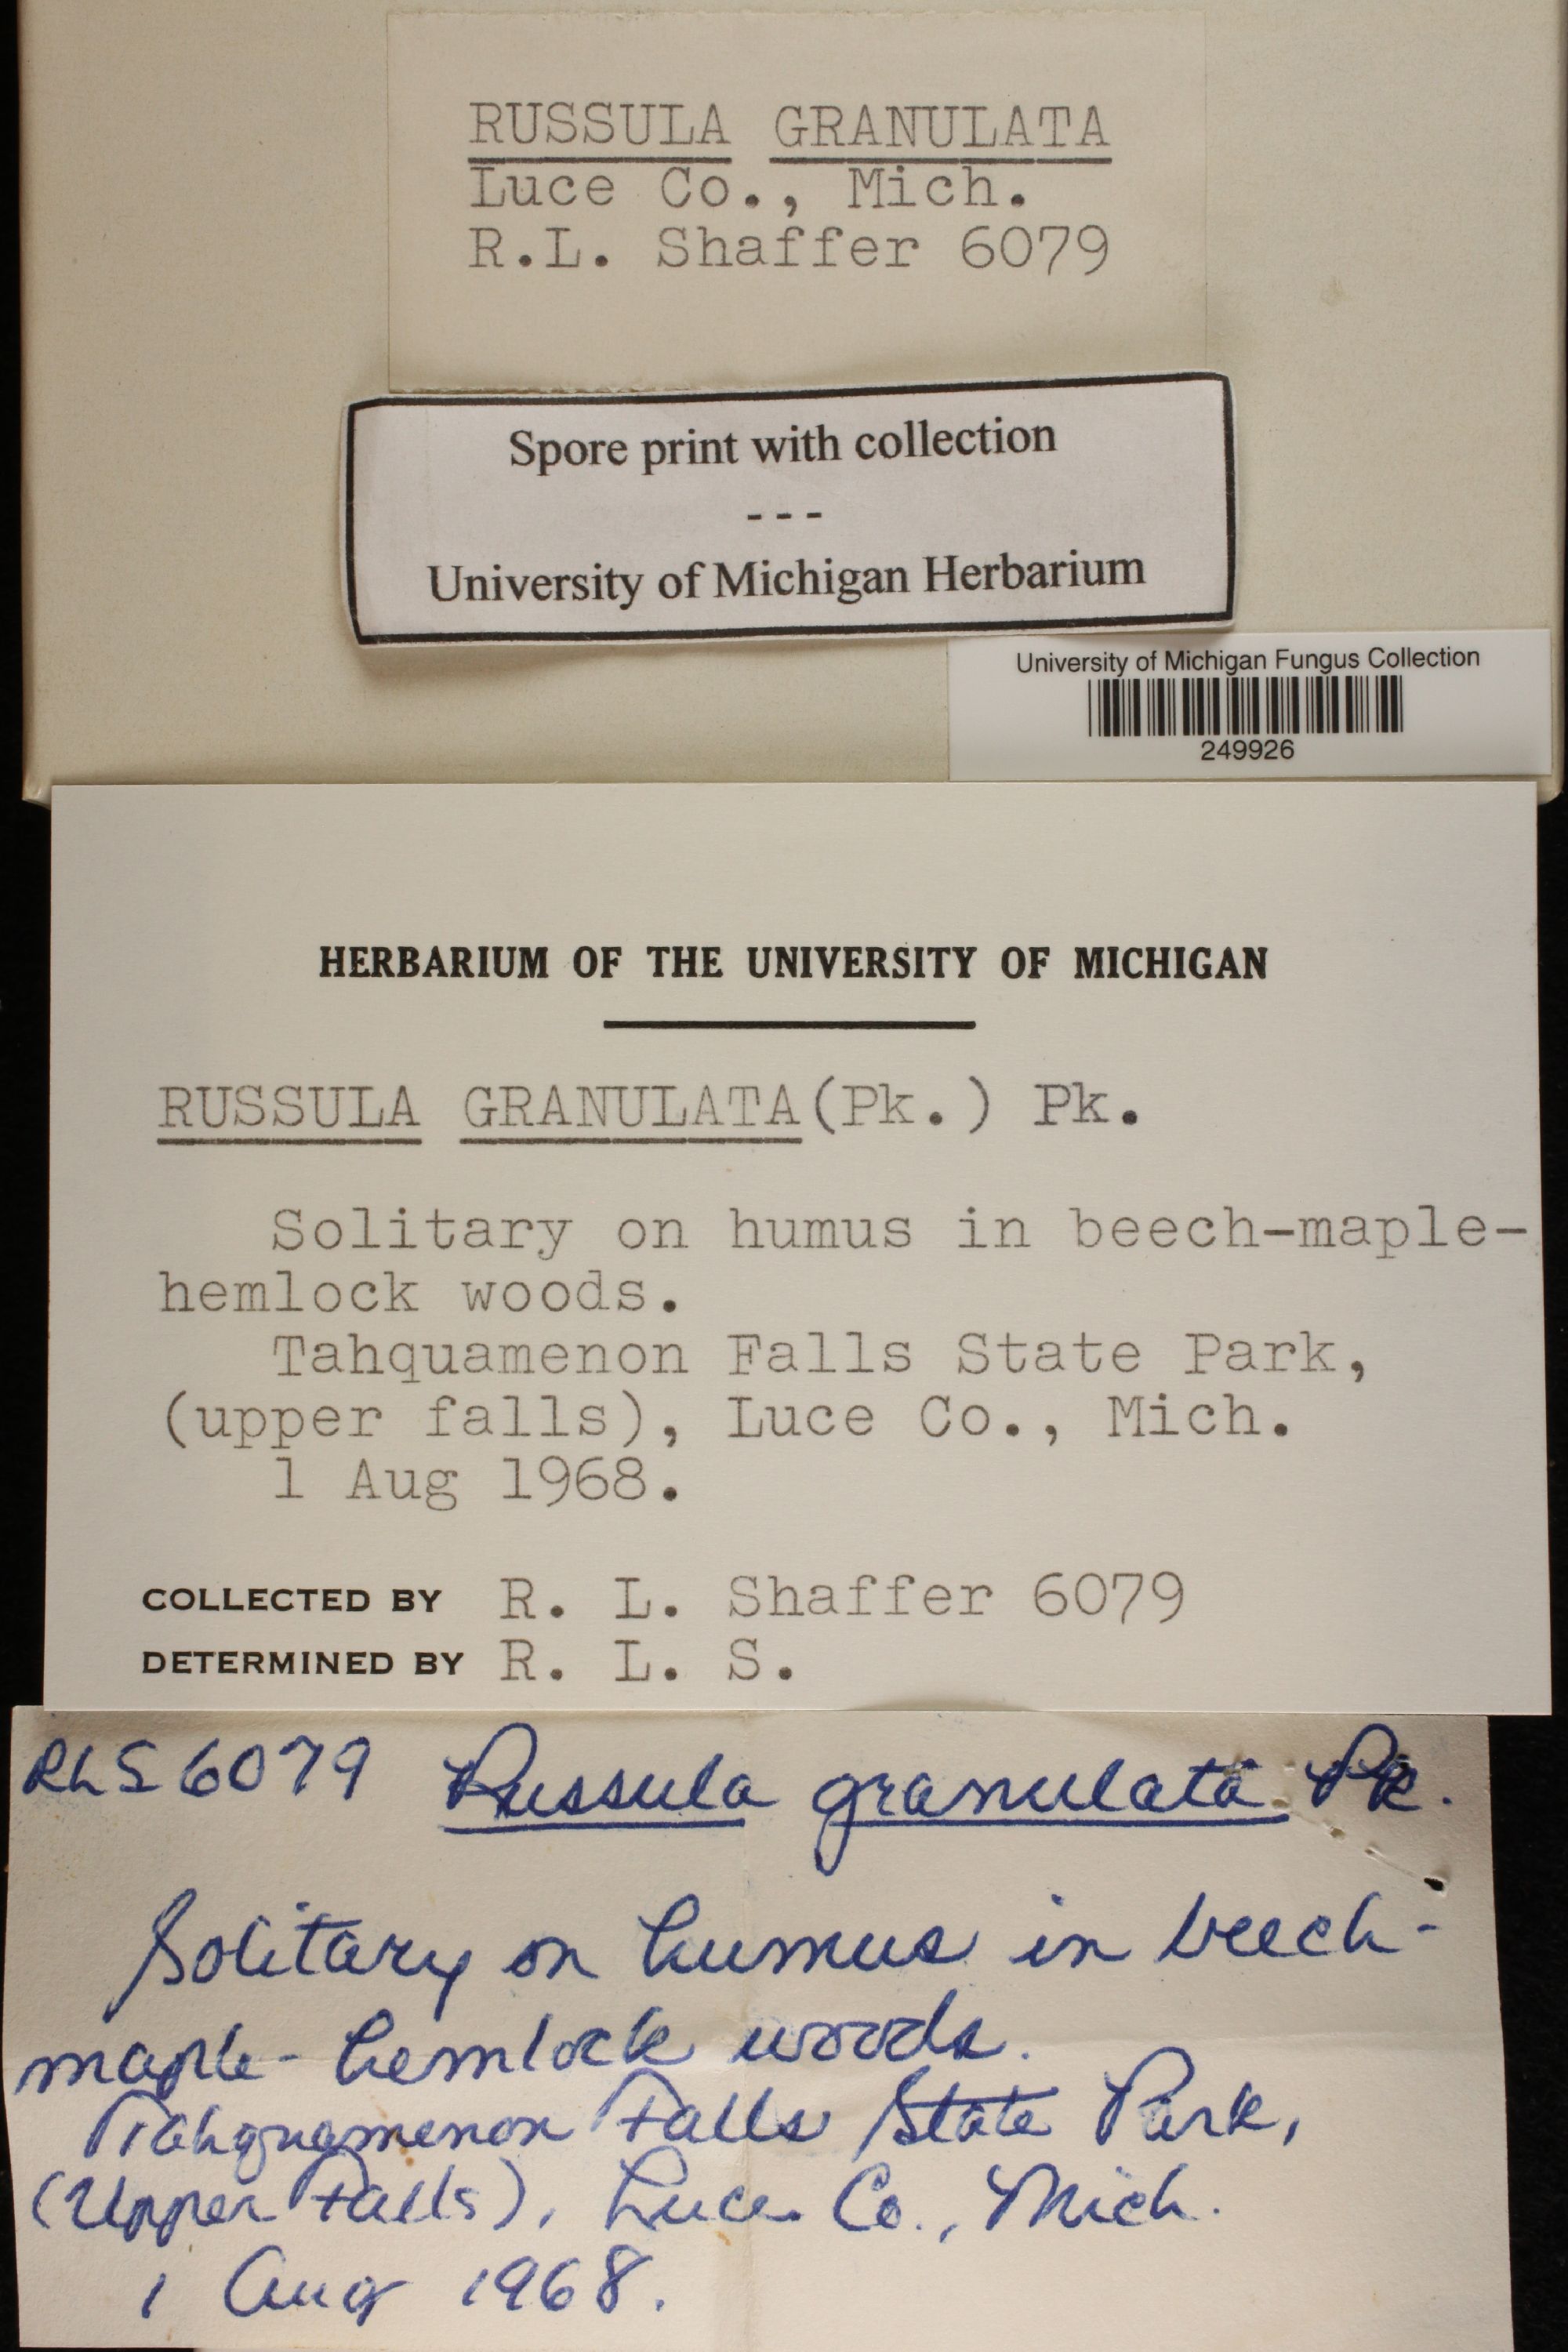 RUSSULA GRANULATA
Luce Co., Mich.
R.L. Shaffer 6079
Spore print with collection
---
University of Michigan Herbarium
University of Michigan Fungus Collection
249926
HERBARIUM OF THE UNIVERSITY OF MICHIGAN
RUSSULA GRANULATA (Pk.) Pk.
Solitary on humus in beech-maple-
hemlock woods.
Tahquamenon Falls State Park,
(upper falls), Luce Co., Mich.
1 Aug 1968.
COLLECTED BY R. L. Shaffer 6079
DETERMINED BY R. L. S.
RLS 6079 Russula granulata Pk.
Solitary on humus in beech-
maple-hemlock woods.
Tahquamenon Falls State Park,
(Upper Falls), Luce Co., Mich.
1 Aug 1968.